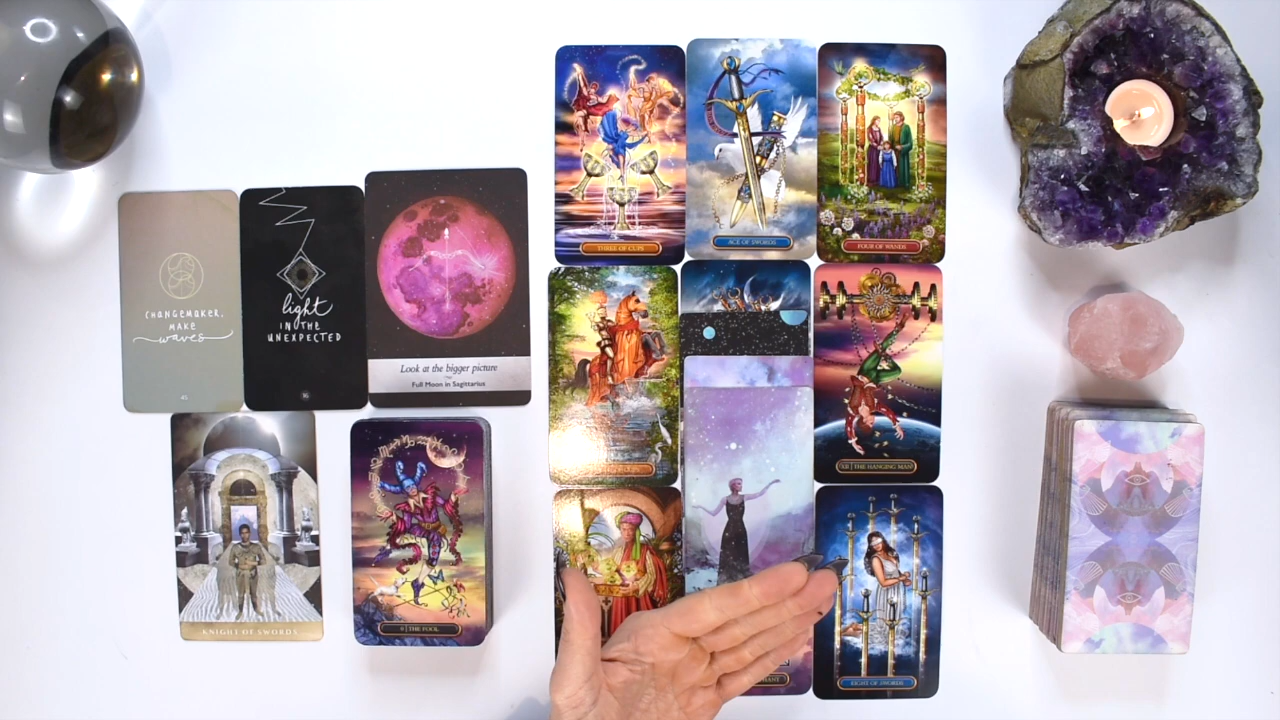 THREE OF CUPS
ACE OF SWORDS
FOUR OF WANDS
CHANGEMAKER,
MAKE
waves
45
light
IN THE
UNEXPECTED
16
Look at the bigger picture
Full Moon in Sagittarius
XII | THE HANGING MAN
KNIGHT OF SWORDS
0 | THE FOOL
EIGHT OF SWORDS